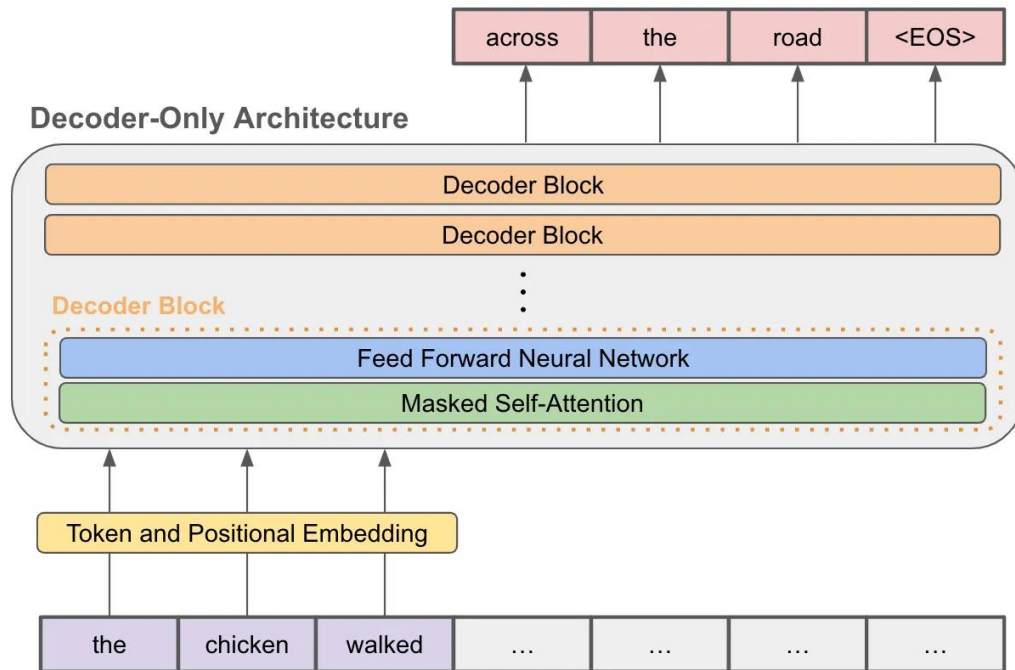 across the road <EOS>
Decoder-Only Architecture
Decoder Block
Decoder Block
Decoder Block
Feed Forward Neural Network
Masked Self-Attention
Token and Positional Embedding
the chicken walked ... ... ... ...